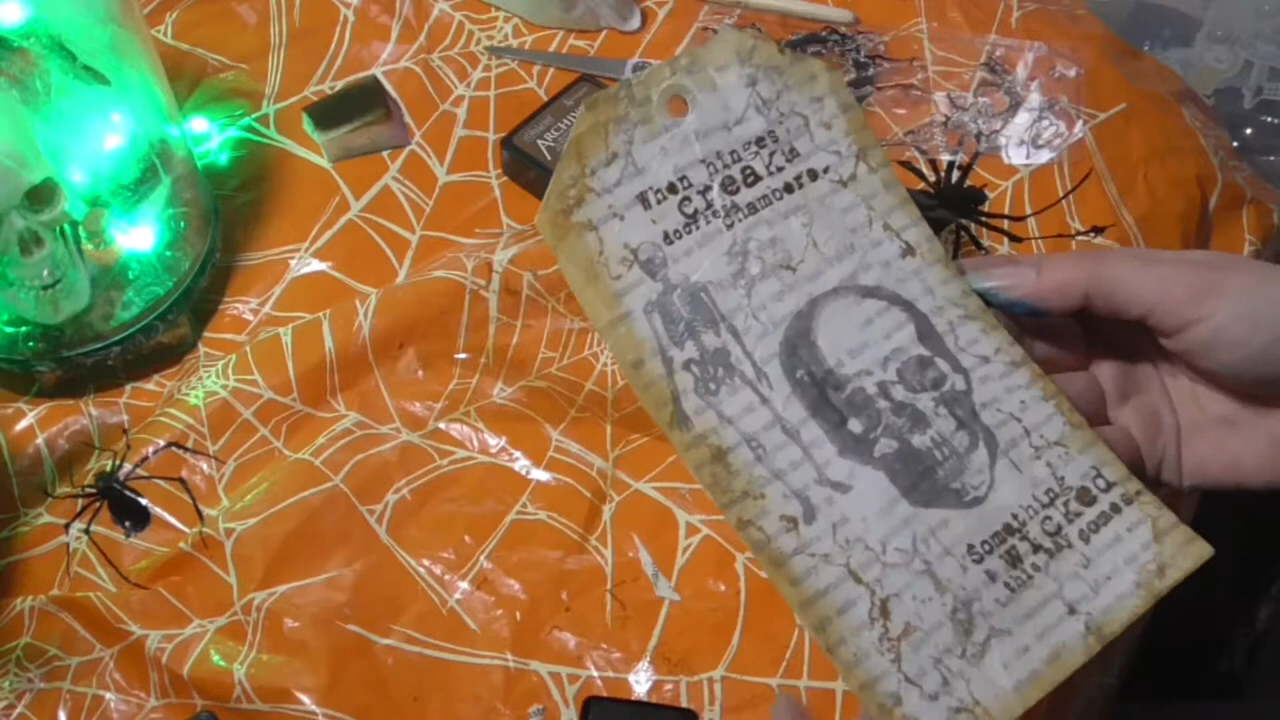 ARCHIV
When hinges
creak in
doorless
chambers.
Something
wicked
this way comes.